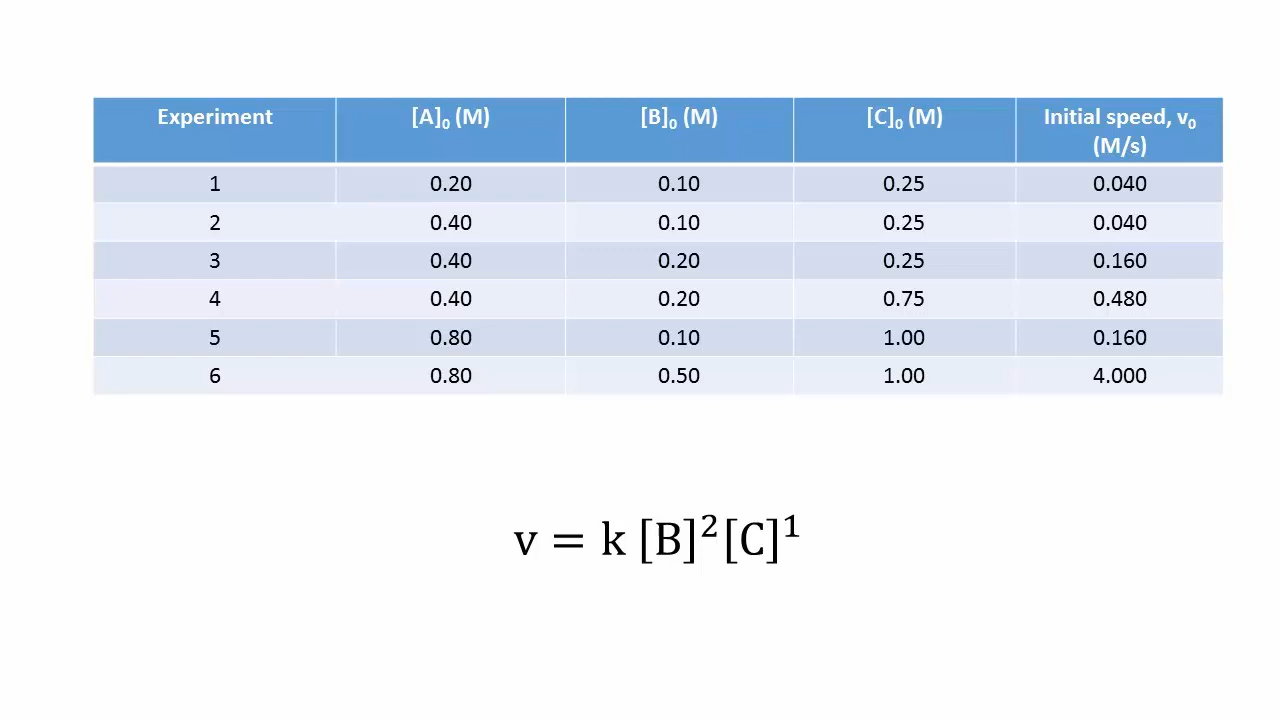 Experiment [A]₀ (M) [B]₀ (M) [C]₀ (M) Initial speed, v₀
(M/s)
1 0.20 0.10 0.25 0.040
2 0.40 0.10 0.25 0.040
3 0.40 0.20 0.25 0.160
4 0.40 0.20 0.75 0.480
5 0.80 0.10 1.00 0.160
6 0.80 0.50 1.00 4.000
v = k [B]²[C]¹